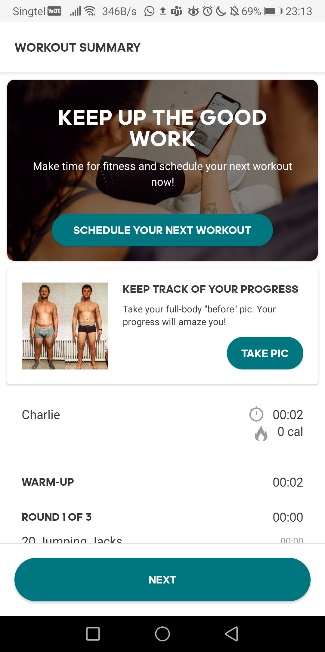 Singtel 346B/s 69% 23:13
WORKOUT SUMMARY
KEEP UP THE GOOD
WORK
Make time for fitness and schedule your next workout
now!
SCHEDULE YOUR NEXT WORKOUT
KEEP TRACK OF YOUR PROGRESS
Take your full-body "before" pic. Your
progress will amaze you!
TAKE PIC
Charlie 00:02
0 cal
WARM-UP 00:02
ROUND 1 OF 3 00:00
20 Jumping Jacks 00:00
NEXT